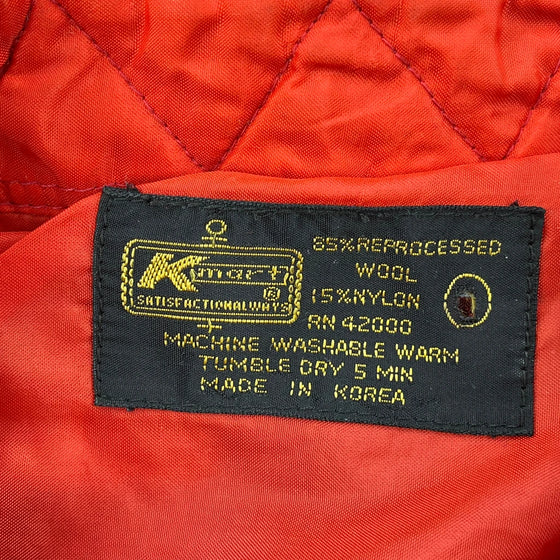 Kmart®
SATISFACTION ALWAYS
85% REPROCESSED
WOOL
15% NYLON
RN 42000
MACHINE WASHABLE WARM
TUMBLE DRY 5 MIN
MADE IN KOREA